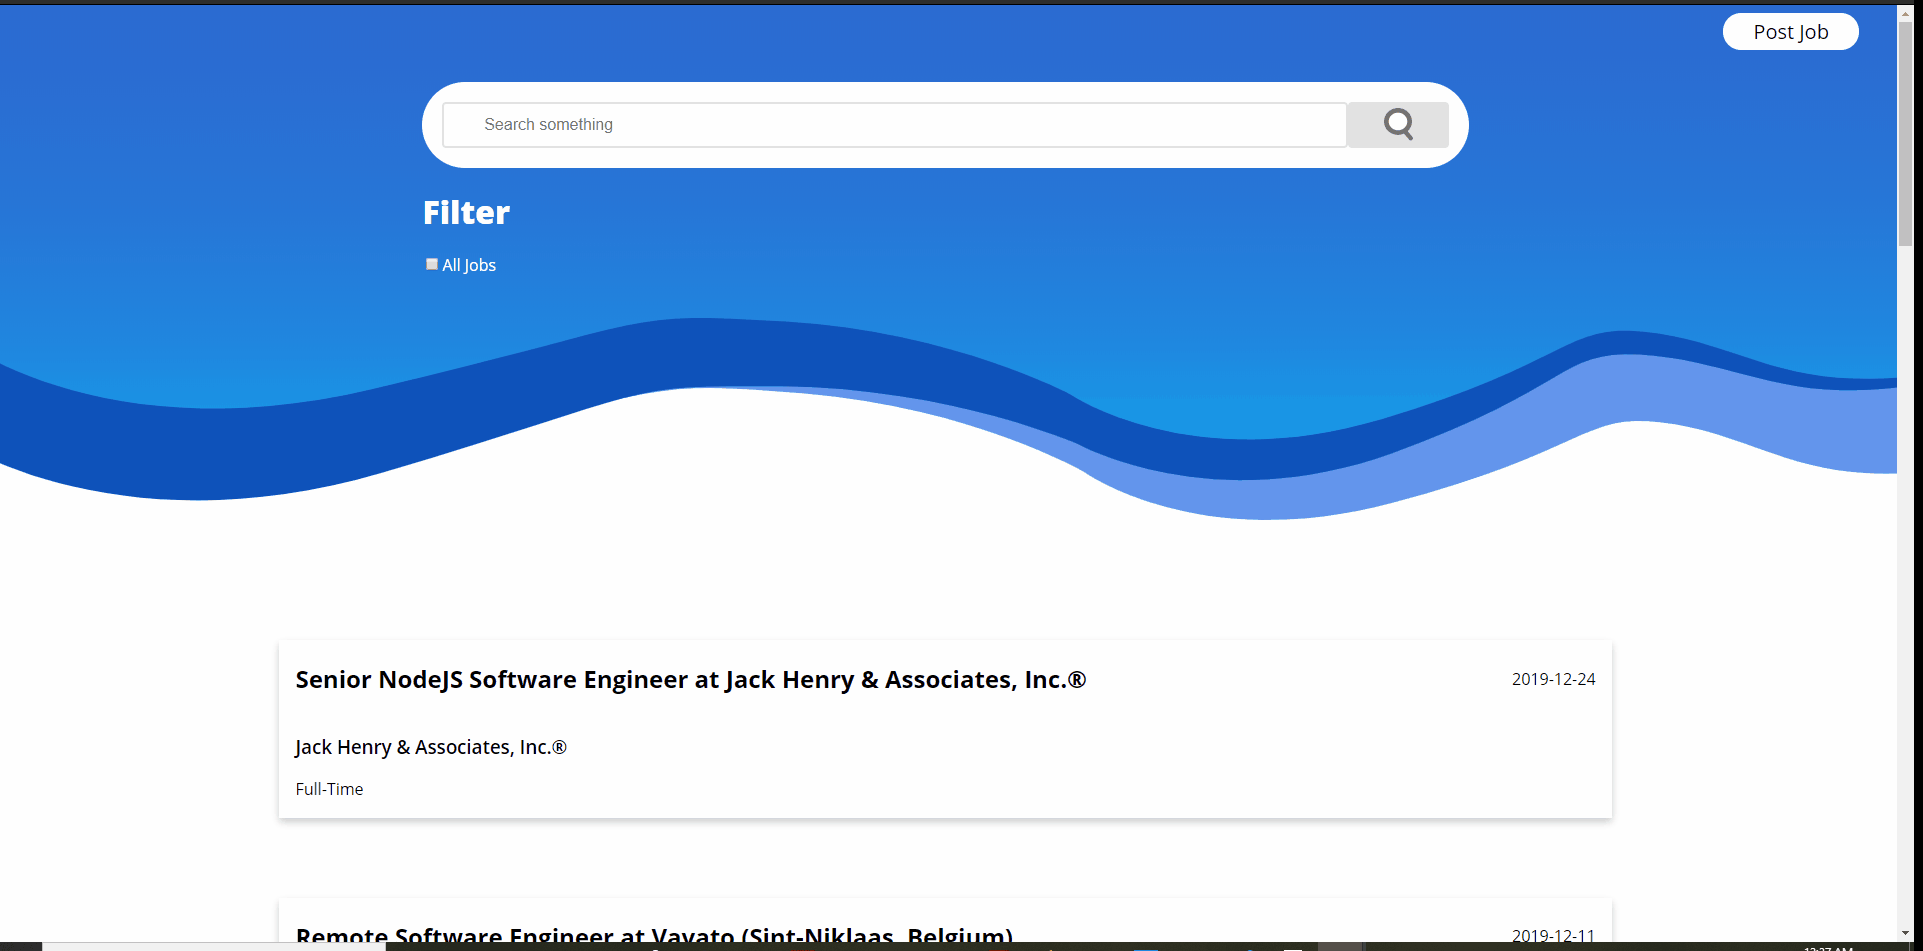 Post Job
Search something
Filter
All Jobs
Senior NodeJS Software Engineer at Jack Henry & Associates, Inc.®
2019-12-24
Jack Henry & Associates, Inc.®
Full-Time
Remote Software Engineer at Vayato (Sint-Niklaas, Belgium)
2019-12-11